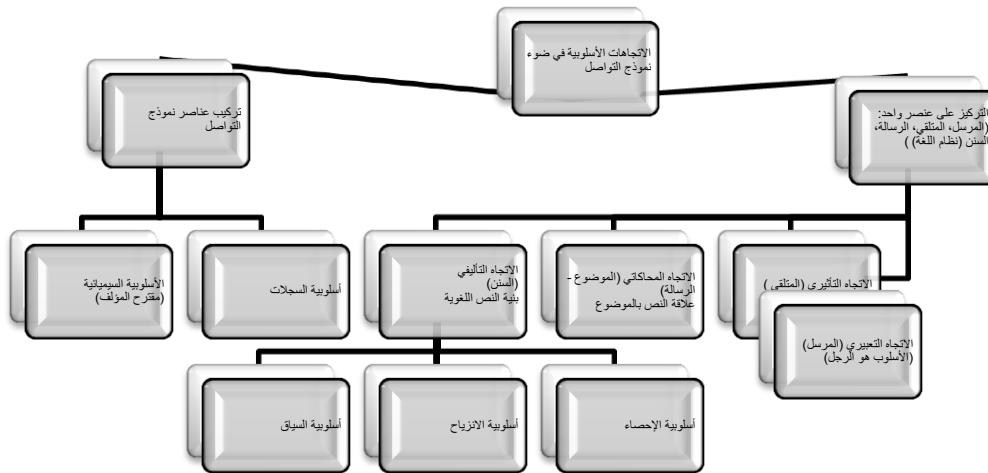 الاتجاهات الأسلوبية في ضوء
نموذج التواصل
التركيز على عنصر واحد:
(المرسل، المتلقي، الرسالة،
السنن (نظام اللغة) )
تركيب عناصر نموذج
التواصل
الاتجاه التأثيري (المتلقي )
الاتجاه التعبيري (المرسل)
(الأسلوب هو الرجل)
الاتجاه المحاكاتي (الموضوع -
الرسالة)
علاقة النص بالموضوع
الاتجاه التأليفي
(السنن)
بنية النص اللغوية
أسلوبية السجلات
الأسلوبية السيميائية
(مقترح المؤلف)
أسلوبية الإحصاء
أسلوبية الانزياح
أسلوبية السياق